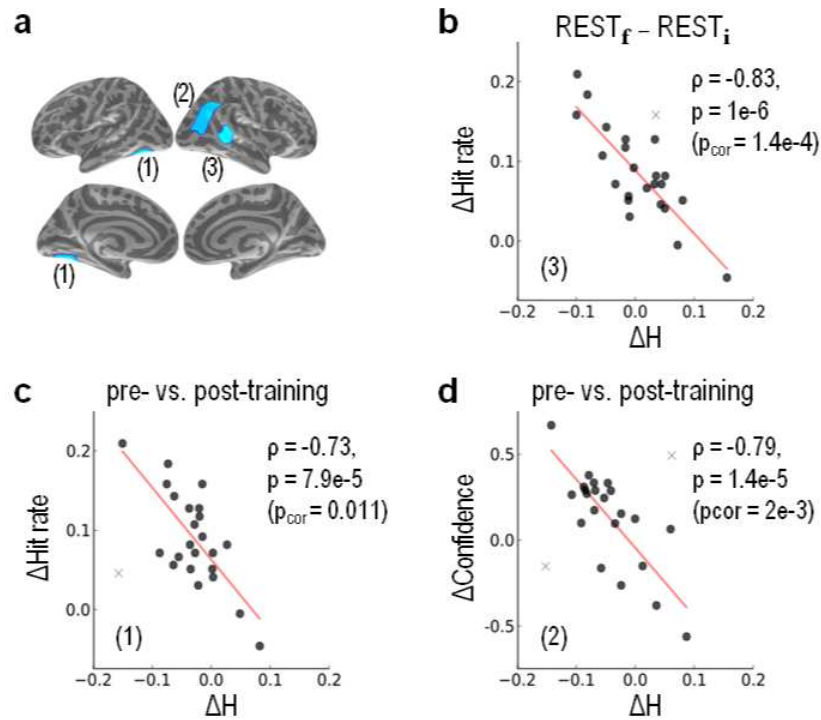 a
(2)
(1)
(3)
(1)
b
REST_f – REST_i
ρ = -0.83,
p = 1e-6
(p_cor = 1.4e-4)
ΔHit rate
0.2
0.1
0.0
(3)
−0.2 −0.1 0.0 0.1 0.2
ΔH
c
pre- vs. post-training
ρ = -0.73,
p = 7.9e-5
(p_cor = 0.011)
ΔHit rate
0.2
0.1
0.0
(1)
−0.2 −0.1 0.0 0.1 0.2
ΔH
d
pre- vs. post-training
ρ = -0.79,
p = 1.4e-5
(pcor = 2e-3)
ΔConfidence
0.5
0.0
-0.5
(2)
−0.2 −0.1 0.0 0.1 0.2
ΔH